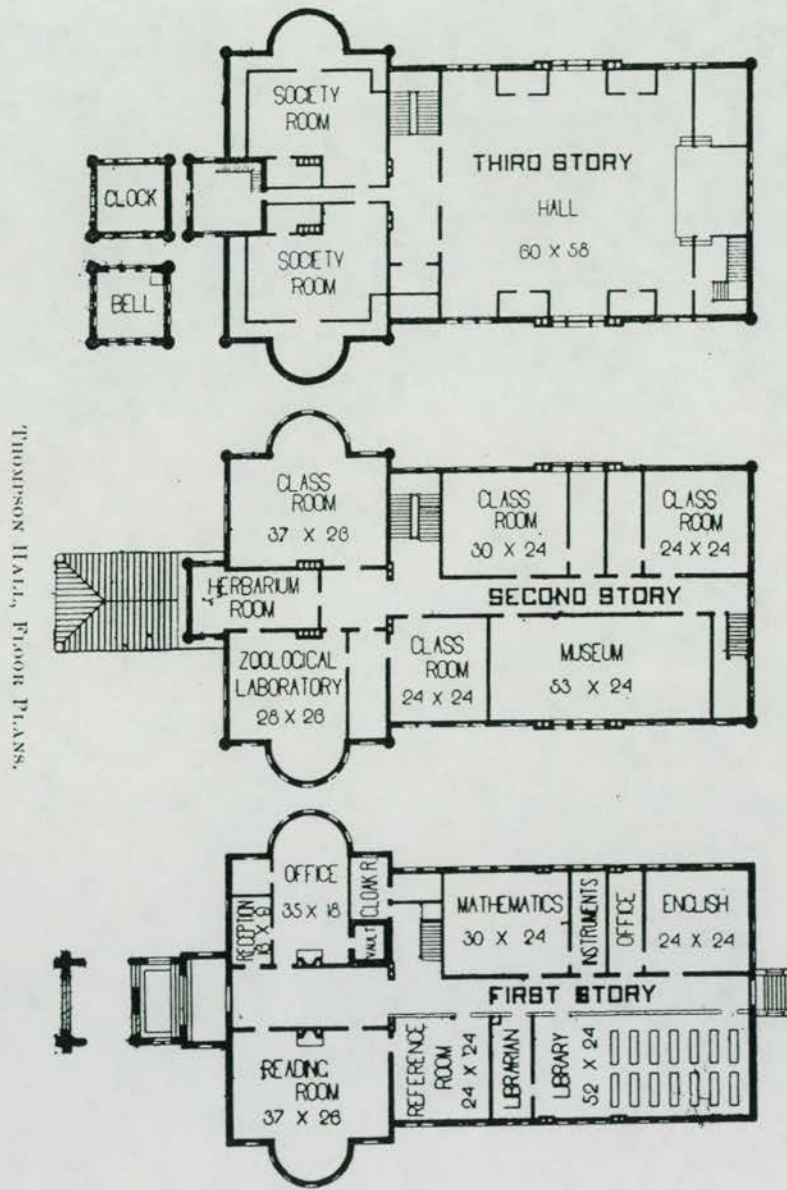 SOCIETY
ROOM
CLOCK
THIRD STORY
HALL
60 X 58
SOCIETY
ROOM
BELL
THOMPSON HALL, FLOOR PLANS.
CLASS
ROOM
37 X 26
CLASS
ROOM
30 X 24
CLASS
ROOM
24 X 24
HERBARIUM
ROOM
SECOND STORY
ZOOLOGICAL
LABORATORY
28 X 26
CLASS
ROOM
24 X 24
MUSEUM
53 X 24
OFFICE
35 X 18
CLOAK R.
RECEPTION
VAULT
MATHEMATICS
30 X 24
INSTRUMENTS
OFFICE
ENGLISH
24 X 24
FIRST STORY
READING
ROOM
37 X 26
REFERENCE
ROOM
24 X 24
LIBRARIAN
LIBRARY
52 X 24